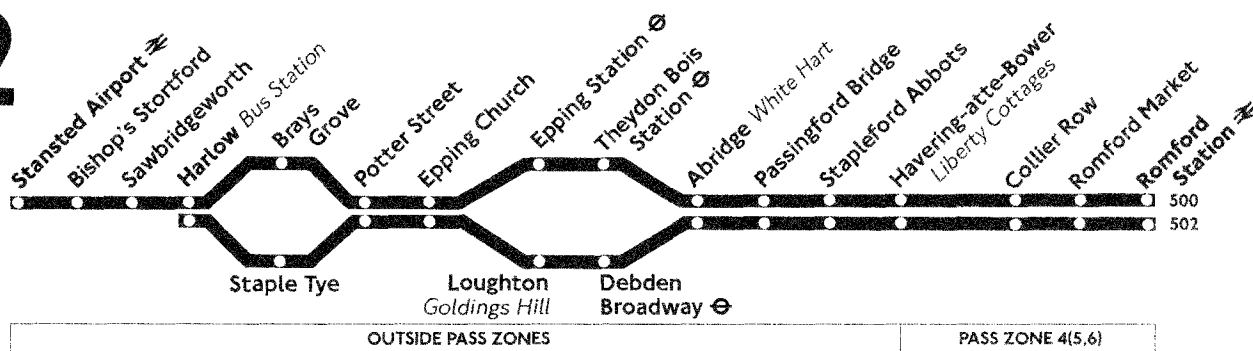 2
Stansted Airport
Bishop's Stortford
Sawbridgeworth
Harlow Bus Station
Brays
Grove
Potter Street
Epping Church
Epping Station
Theydon Bois
Station
Abridge White Hart
Passingford Bridge
Stapleford Abbots
Havering-atte-Bower
Liberty Cottages
Collier Row
Romford Market
Romford
Station
500
502
Staple Tye
Loughton
Goldings Hill
Debden
Broadway
OUTSIDE PASS ZONES
PASS ZONE 4(5,6)